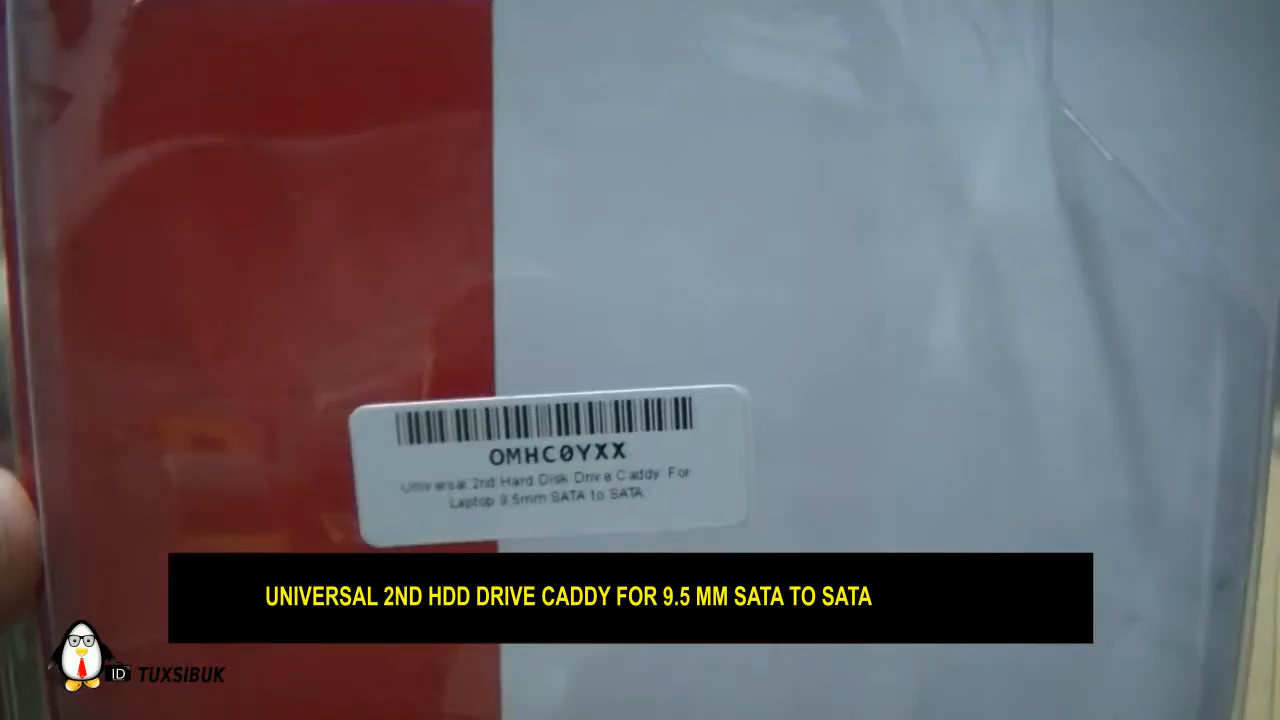 OMHC0YXX
Universal 2nd Hard Disk Drive Caddy For
Laptop 9.5mm SATA to SATA
UNIVERSAL 2ND HDD DRIVE CADDY FOR 9.5 MM SATA TO SATA
ID TUXSIBUK